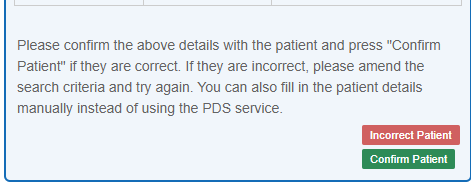 Please confirm the above details with the patient and press "Confirm
Patient" if they are correct. If they are incorrect, please amend the
search criteria and try again. You can also fill in the patient details
manually instead of using the PDS service.
Incorrect Patient
Confirm Patient